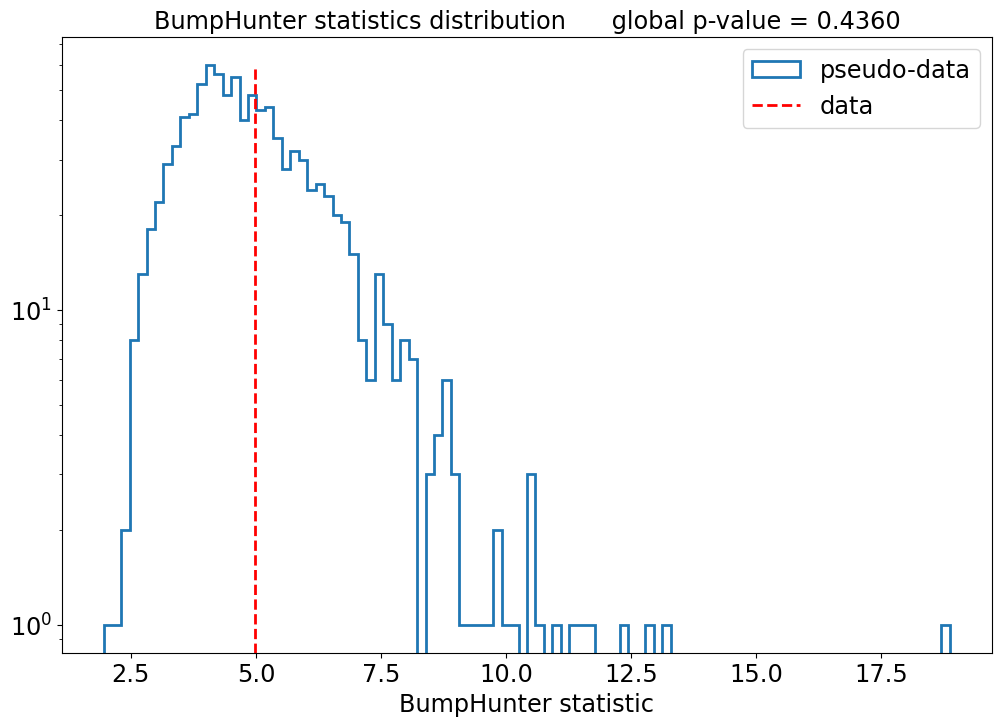 BumpHunter statistics distribution      global p-value = 0.4360
pseudo-data
data
10¹
10⁰
2.5 5.0 7.5 10.0 12.5 15.0 17.5
BumpHunter statistic